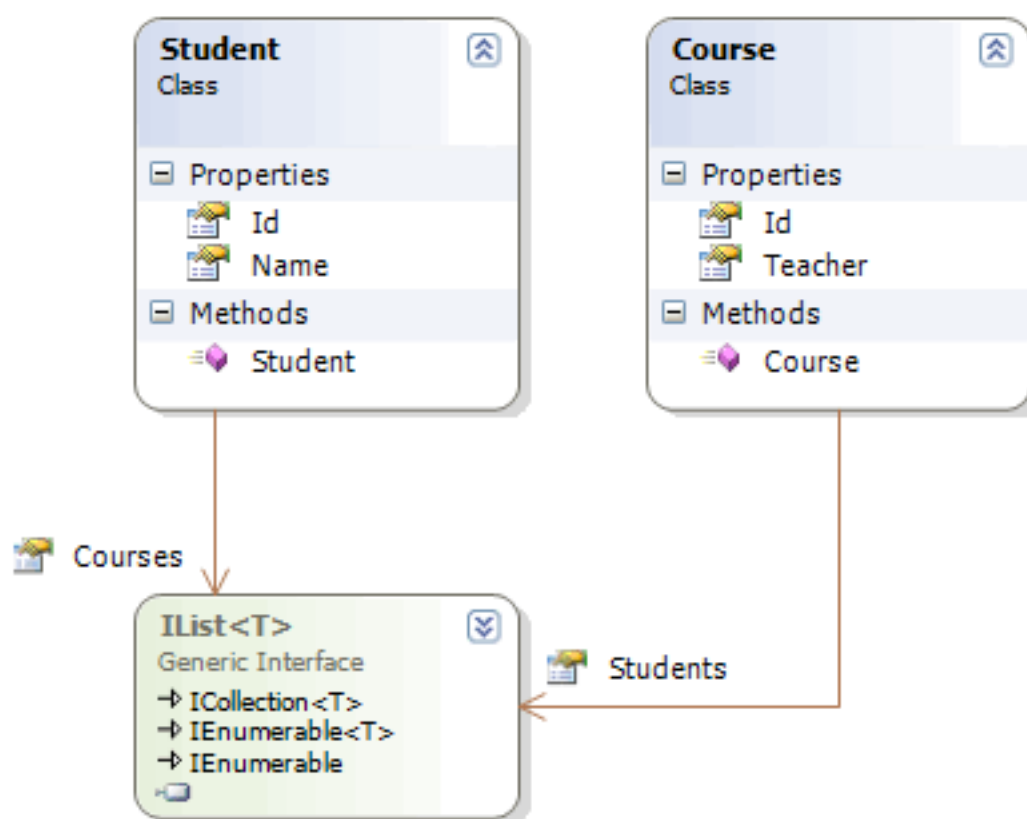 Student
Class
Properties
Id
Name
Methods
Student
Course
Class
Properties
Id
Teacher
Methods
Course
Courses
IList<T>
Generic Interface
ICollection<T>
IEnumerable<T>
IEnumerable
Students